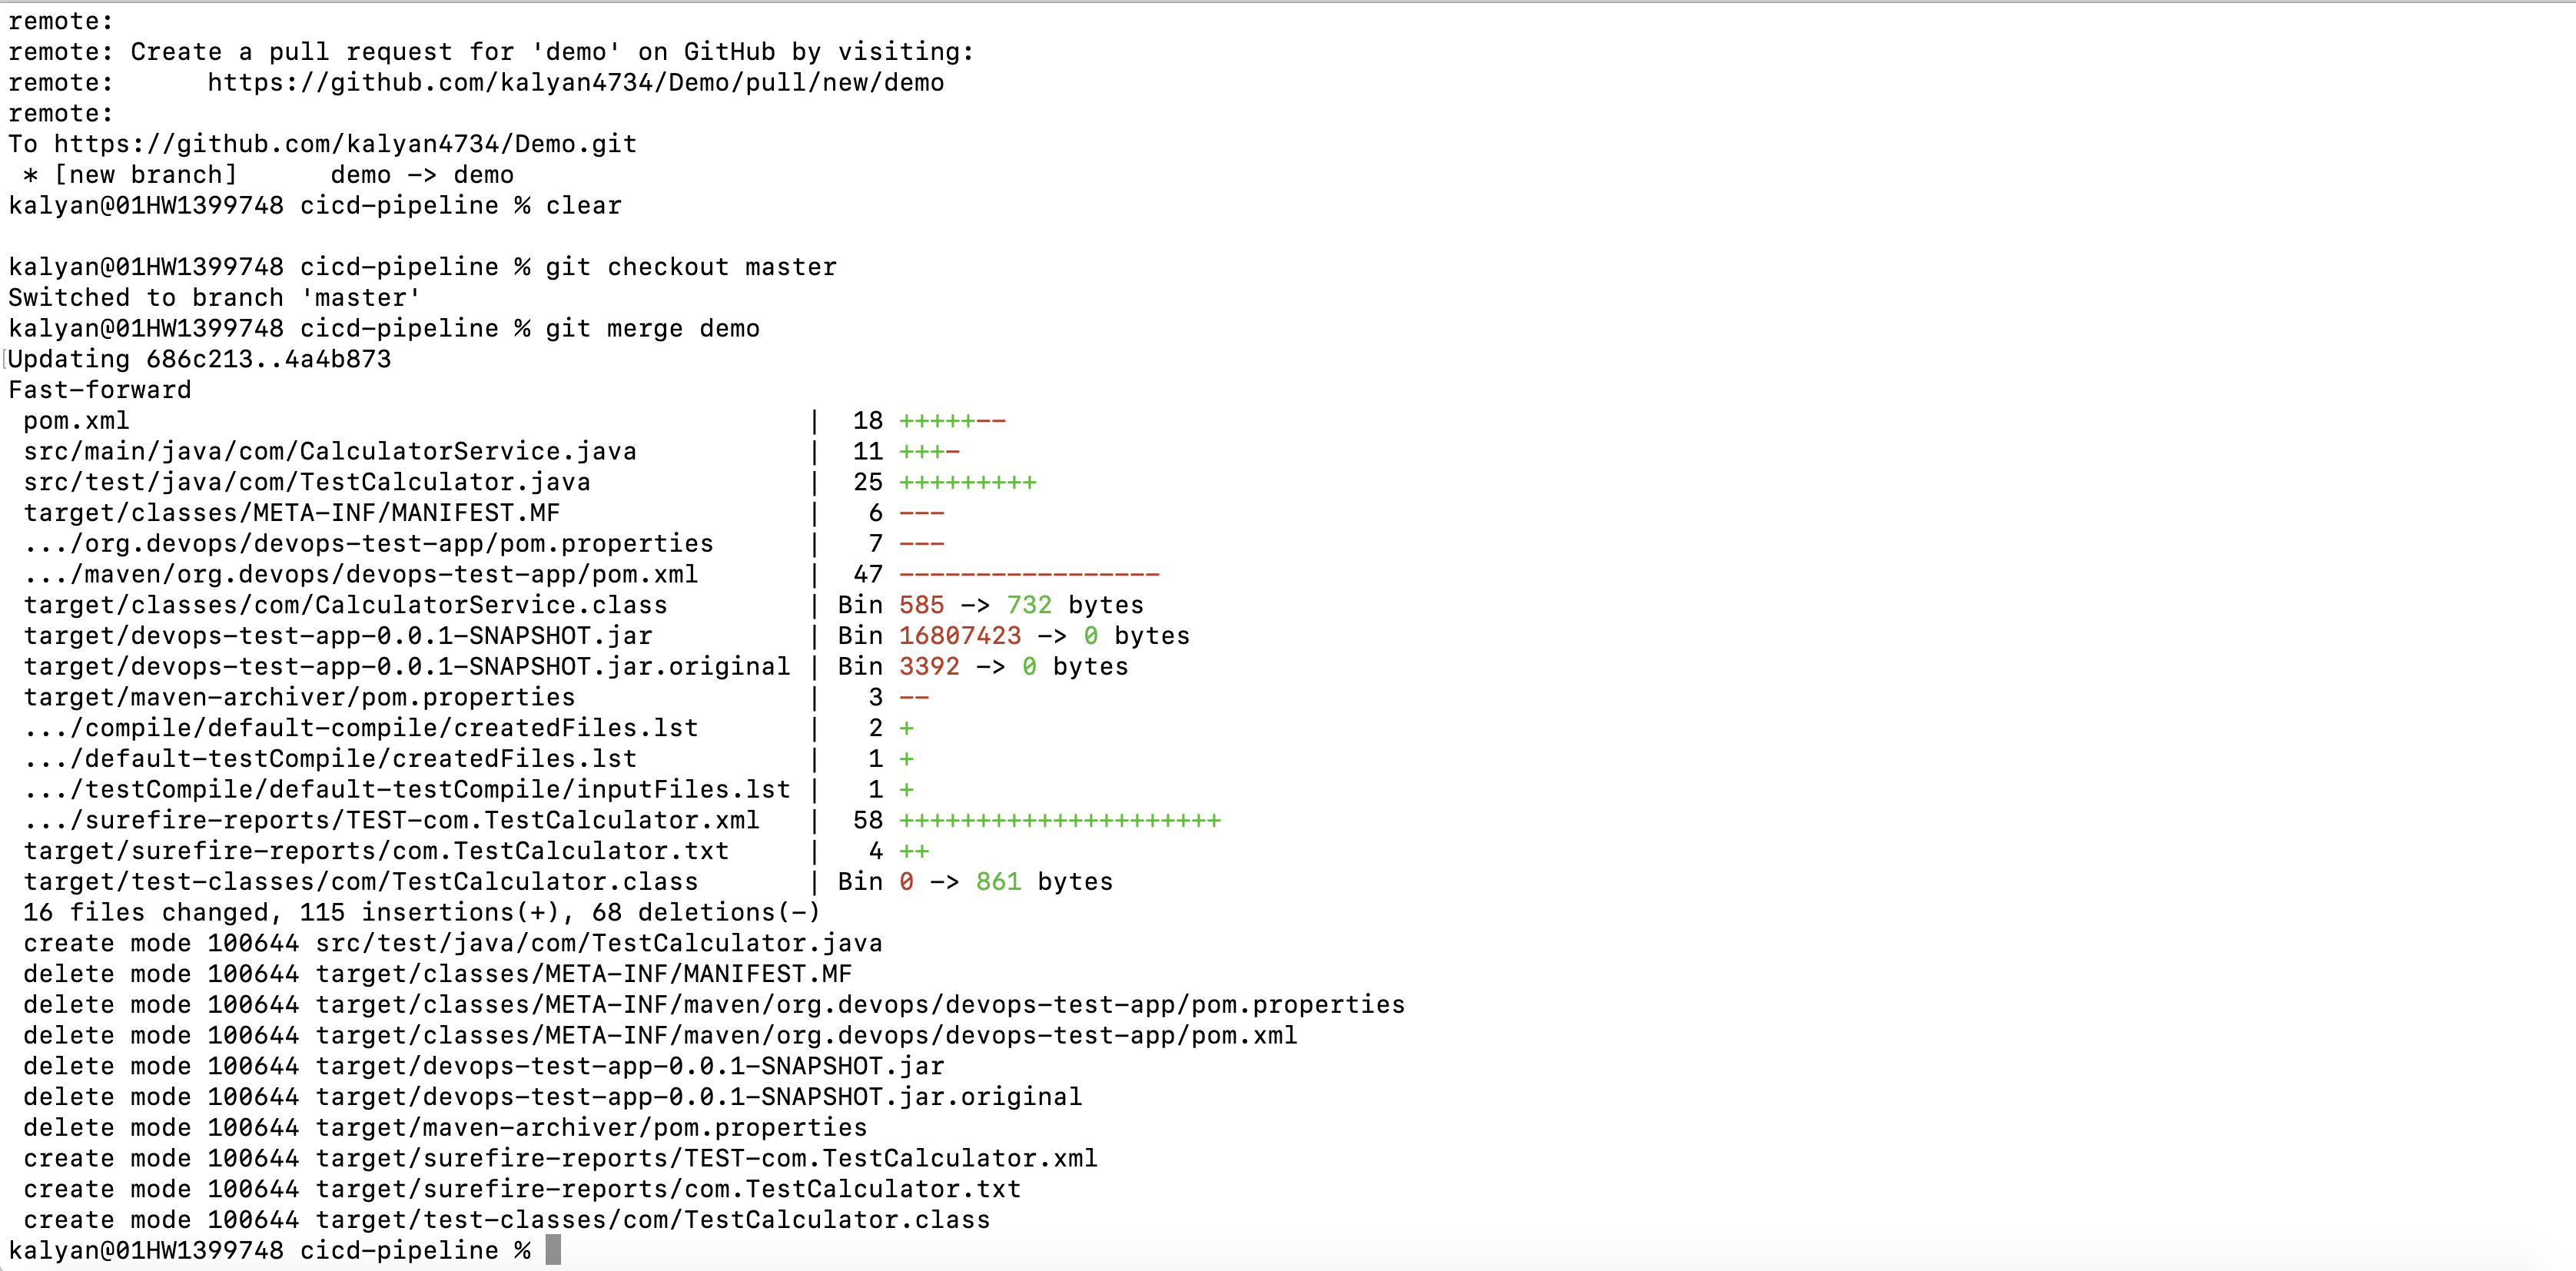 remote:
remote: Create a pull request for 'demo' on GitHub by visiting:
remote:      https://github.com/kalyan4734/Demo/pull/new/demo
remote:
To https://github.com/kalyan4734/Demo.git
 * [new branch]      demo -> demo
kalyan@01HW1399748 cicd-pipeline % clear
kalyan@01HW1399748 cicd-pipeline % git checkout master
Switched to branch 'master'
kalyan@01HW1399748 cicd-pipeline % git merge demo
Updating 686c213..4a4b873
Fast-forward
 pom.xml                                            |  18 +++++--
 src/main/java/com/CalculatorService.java           |  11 +++-
 src/test/java/com/TestCalculator.java              |  25 +++++++++
 target/classes/META-INF/MANIFEST.MF                |   6 ---
 .../org.devops/devops-test-app/pom.properties      |   7 ---
 .../maven/org.devops/devops-test-app/pom.xml       |  47 -----------------
 target/classes/com/CalculatorService.class         | Bin 585 -> 732 bytes
 target/devops-test-app-0.0.1-SNAPSHOT.jar          | Bin 16807423 -> 0 bytes
 target/devops-test-app-0.0.1-SNAPSHOT.jar.original | Bin 3392 -> 0 bytes
 target/maven-archiver/pom.properties               |   3 --
 .../compile/default-compile/createdFiles.lst       |   2 +
 .../default-testCompile/createdFiles.lst           |   1 +
 .../testCompile/default-testCompile/inputFiles.lst |   1 +
 .../surefire-reports/TEST-com.TestCalculator.xml   |  58 +++++++++++++++++++++
 target/surefire-reports/com.TestCalculator.txt     |   4 ++
 target/test-classes/com/TestCalculator.class       | Bin 0 -> 861 bytes
 16 files changed, 115 insertions(+), 68 deletions(-)
 create mode 100644 src/test/java/com/TestCalculator.java
 delete mode 100644 target/classes/META-INF/MANIFEST.MF
 delete mode 100644 target/classes/META-INF/maven/org.devops/devops-test-app/pom.properties
 delete mode 100644 target/classes/META-INF/maven/org.devops/devops-test-app/pom.xml
 delete mode 100644 target/devops-test-app-0.0.1-SNAPSHOT.jar
 delete mode 100644 target/devops-test-app-0.0.1-SNAPSHOT.jar.original
 delete mode 100644 target/maven-archiver/pom.properties
 create mode 100644 target/surefire-reports/TEST-com.TestCalculator.xml
 create mode 100644 target/surefire-reports/com.TestCalculator.txt
 create mode 100644 target/test-classes/com/TestCalculator.class
kalyan@01HW1399748 cicd-pipeline %